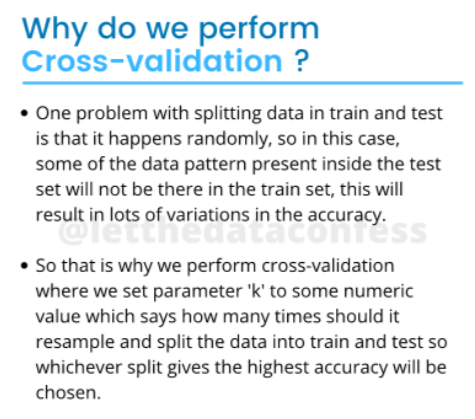 Why do we perform
Cross-validation ?
• One problem with splitting data in train and test
is that it happens randomly, so in this case,
some of the data pattern present inside the test
set will not be there in the train set, this will
result in lots of variations in the accuracy.
@letthedataconfess
• So that is why we perform cross-validation
where we set parameter 'k' to some numeric
value which says how many times should it
resample and split the data into train and test so
whichever split gives the highest accuracy will be
chosen.